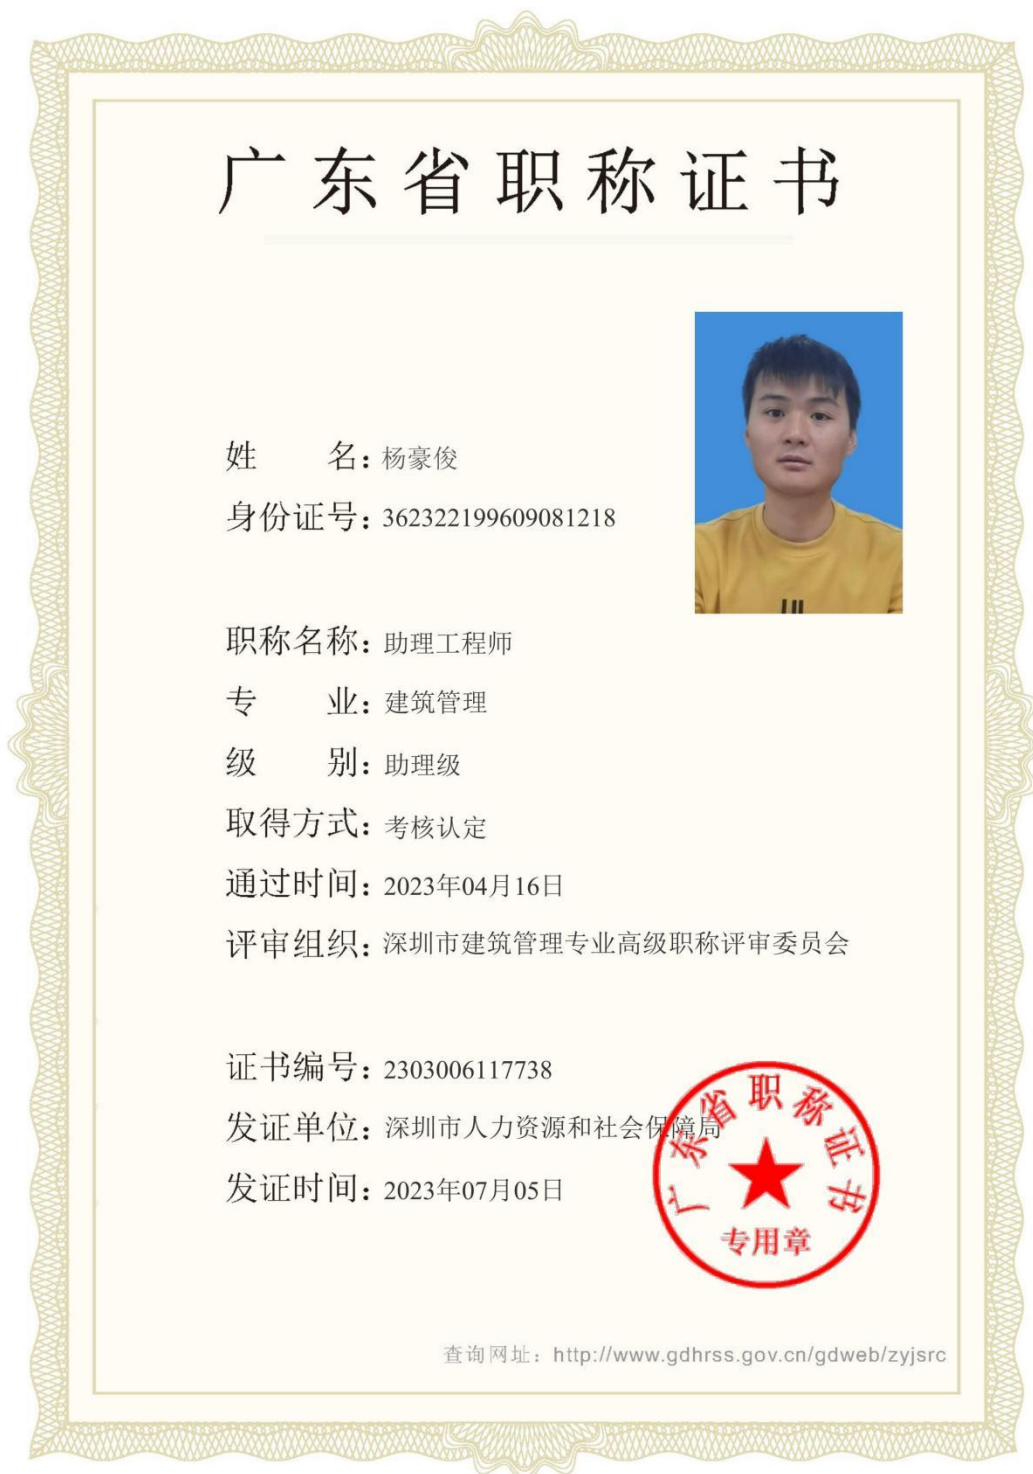 广东省职称证书
姓名：杨豪俊
身份证号：362322199609081218
职称名称：助理工程师
专业：建筑管理
级别：助理级
取得方式：考核认定
通过时间：2023年04月16日
评审组织：深圳市建筑管理专业高级职称评审委员会
证书编号：2303006117738
发证单位：深圳市人力资源和社会保障局
发证时间：2023年07月05日
广东省职称证书
专用章
查询网址：http://www.gdhrss.gov.cn/gdweb/zyjsrc